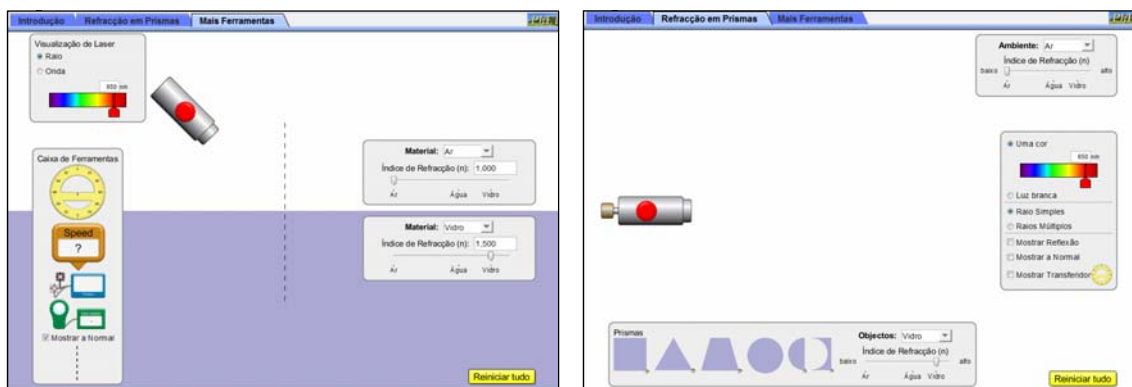 Introdução Refracção em Prismas Mais Ferramentas
Visualização de Laser
Raio
Onda
650 nm
Caixa de Ferramentas
Speed
?
Mostrar a Normal
Material: Ar
Índice de Refracção (n): 1,000
Ar Água Vidro
Material: Vidro
Índice de Refracção (n): 1,500
Ar Água Vidro
Reiniciar tudo
Introdução Refracção em Prismas Mais Ferramentas
Ambiente: Ar
Índice de Refracção (n)
baixo alto
Ar Água Vidro
Uma cor
650 nm
Luz branca
Raio Simples
Raios Múltiplos
Mostrar Reflexão
Mostrar a Normal
Mostrar Transferidor
Prismas
Objectos: Vidro
Índice de Refracção (n)
baixo alto
Ar Água Vidro
Reiniciar tudo